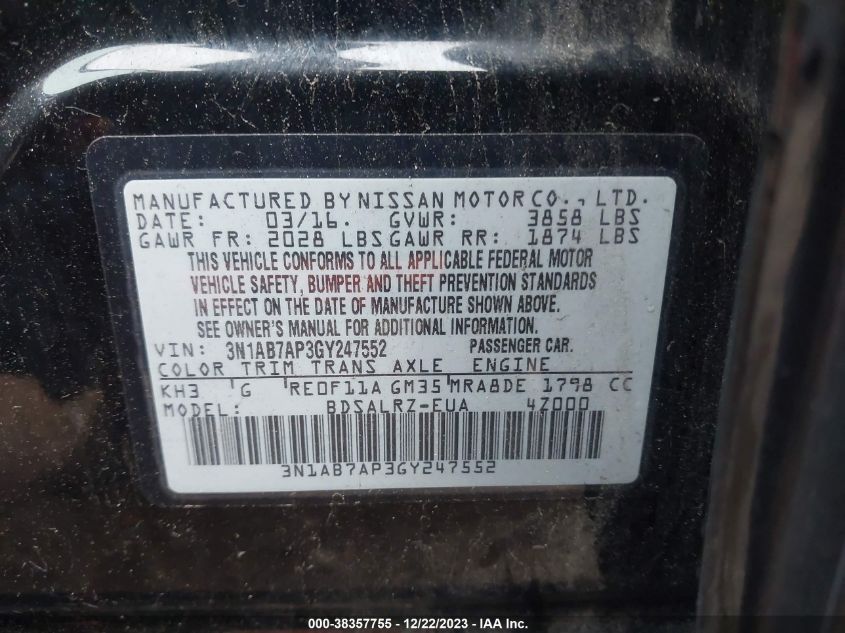 MANUFACTURED BY NISSAN MOTOR CO., LTD.
DATE: 03/16. GVWR: 3858 LBS
GAWR FR: 2028 LBS GAWR RR: 1874 LBS
THIS VEHICLE CONFORMS TO ALL APPLICABLE FEDERAL MOTOR
VEHICLE SAFETY, BUMPER AND THEFT PREVENTION STANDARDS
IN EFFECT ON THE DATE OF MANUFACTURE SHOWN ABOVE.
SEE OWNER'S MANUAL FOR ADDITIONAL INFORMATION.
VIN: 3N1AB7AP3GY247552 PASSENGER CAR.
COLOR TRIM TRANS AXLE ENGINE
KH3 G RE0F11A GM35 MRA8DE 1798 CC
MODEL: BDSALRZ-EUA 4Z000
3N1AB7AP3GY247552
000-38357755 - 12/22/2023 - IAA Inc.